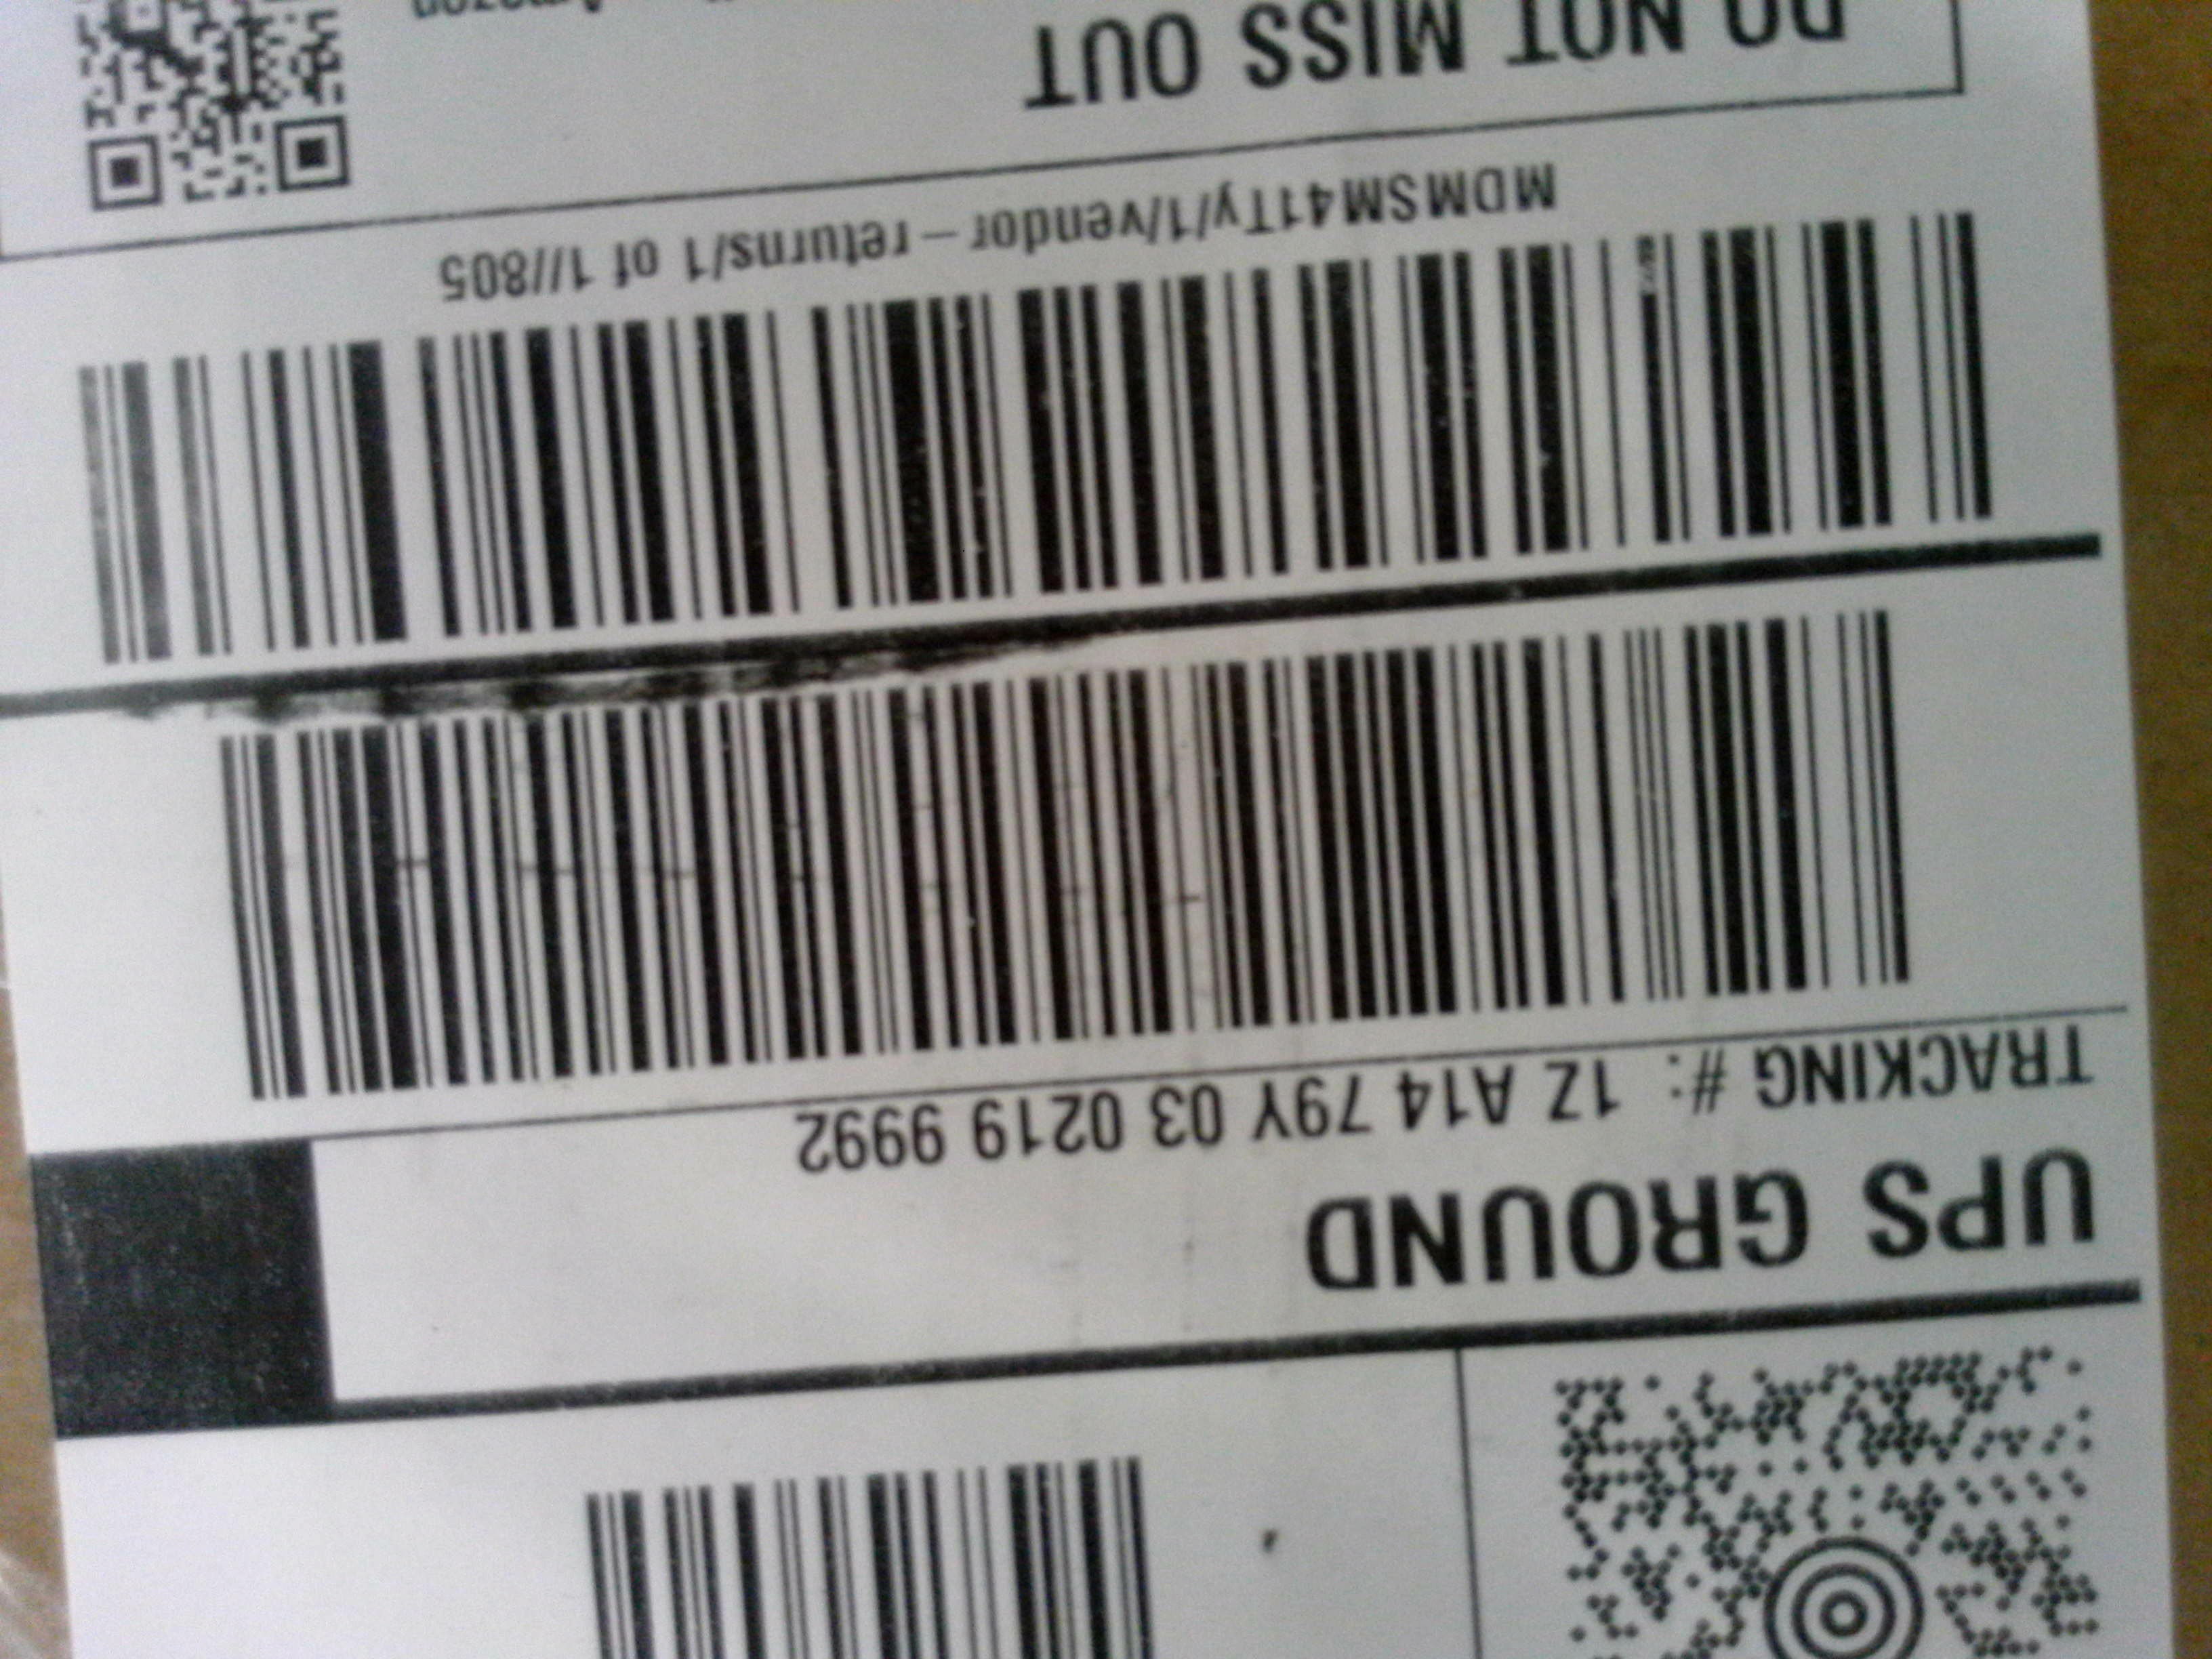 UPS GROUND
TRACKING #: 1Z A14 79Y 03 0219 9992
MDMSM41Ty/1/vendor-returns/1 of 1//805
DO NOT MISS OUT
Amazon